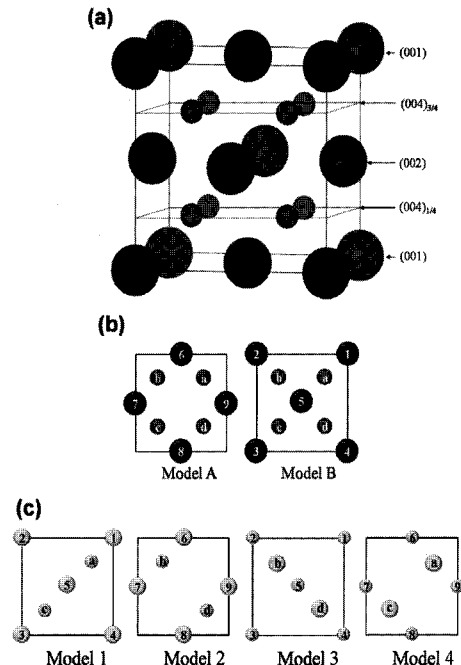 (a)
(001)
(004)3/4
(002)
(004)1/4
(001)
(b)
6
b a
7 9
c d
8
Model A
2 1
b a
5
c d
3 4
Model B
(c)
2 1
a
5
c
3 4
Model 1
6
b
7 9
d
8
Model 2
2 1
b
5
d
3 4
Model 3
6
a
7 9
c
8
Model 4